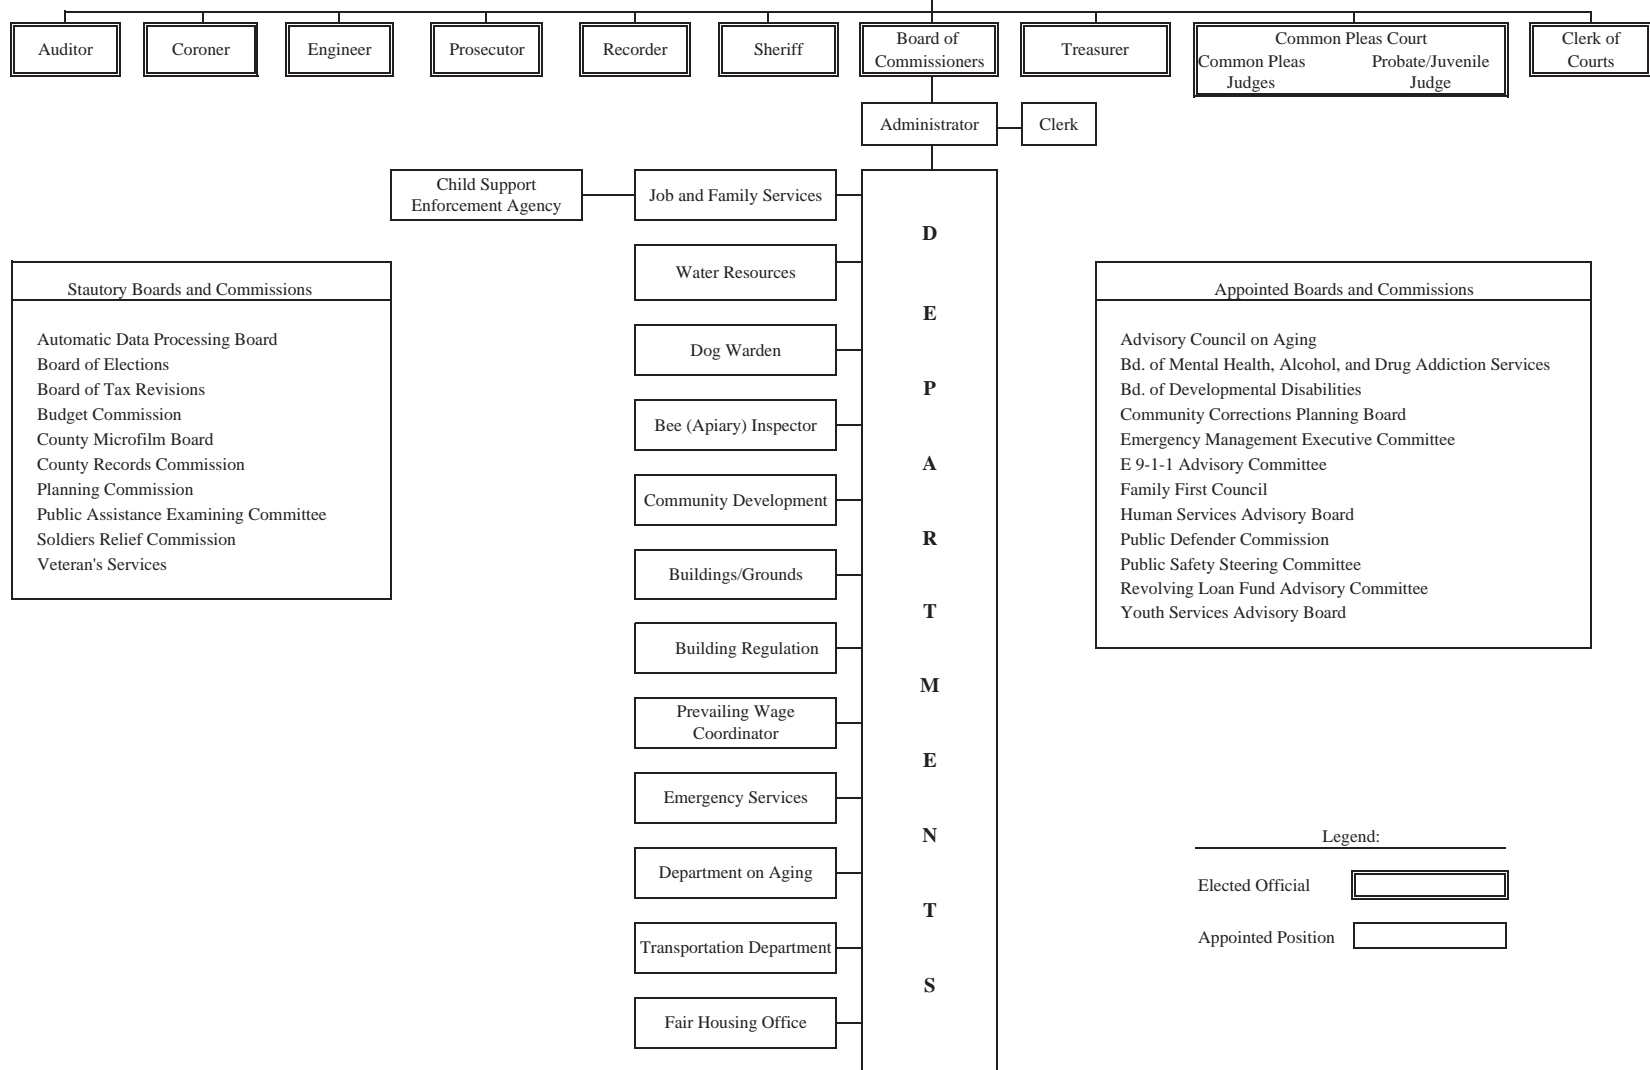 Auditor
Coroner
Engineer
Prosecutor
Recorder
Sheriff
Board of
Commissioners
Treasurer
Common Pleas Court
Common Pleas
Judges
Probate/Juvenile
Judge
Clerk of
Courts
Administrator
Clerk
Child Support
Enforcement Agency
Job and Family Services
Water Resources
Dog Warden
Bee (Apiary) Inspector
Community Development
Buildings/Grounds
Building Regulation
Prevailing Wage
Coordinator
Emergency Services
Department on Aging
Transportation Department
Fair Housing Office
D
E
P
A
R
T
M
E
N
T
S
Stautory Boards and Commissions
Automatic Data Processing Board
Board of Elections
Board of Tax Revisions
Budget Commission
County Microfilm Board
County Records Commission
Planning Commission
Public Assistance Examining Committee
Soldiers Relief Commission
Veteran's Services
Appointed Boards and Commissions
Advisory Council on Aging
Bd. of Mental Health, Alcohol, and Drug Addiction Services
Bd. of Developmental Disabilities
Community Corrections Planning Board
Emergency Management Executive Committee
E 9-1-1 Advisory Committee
Family First Council
Human Services Advisory Board
Public Defender Commission
Public Safety Steering Committee
Revolving Loan Fund Advisory Committee
Youth Services Advisory Board
Legend:
Elected Official
Appointed Position